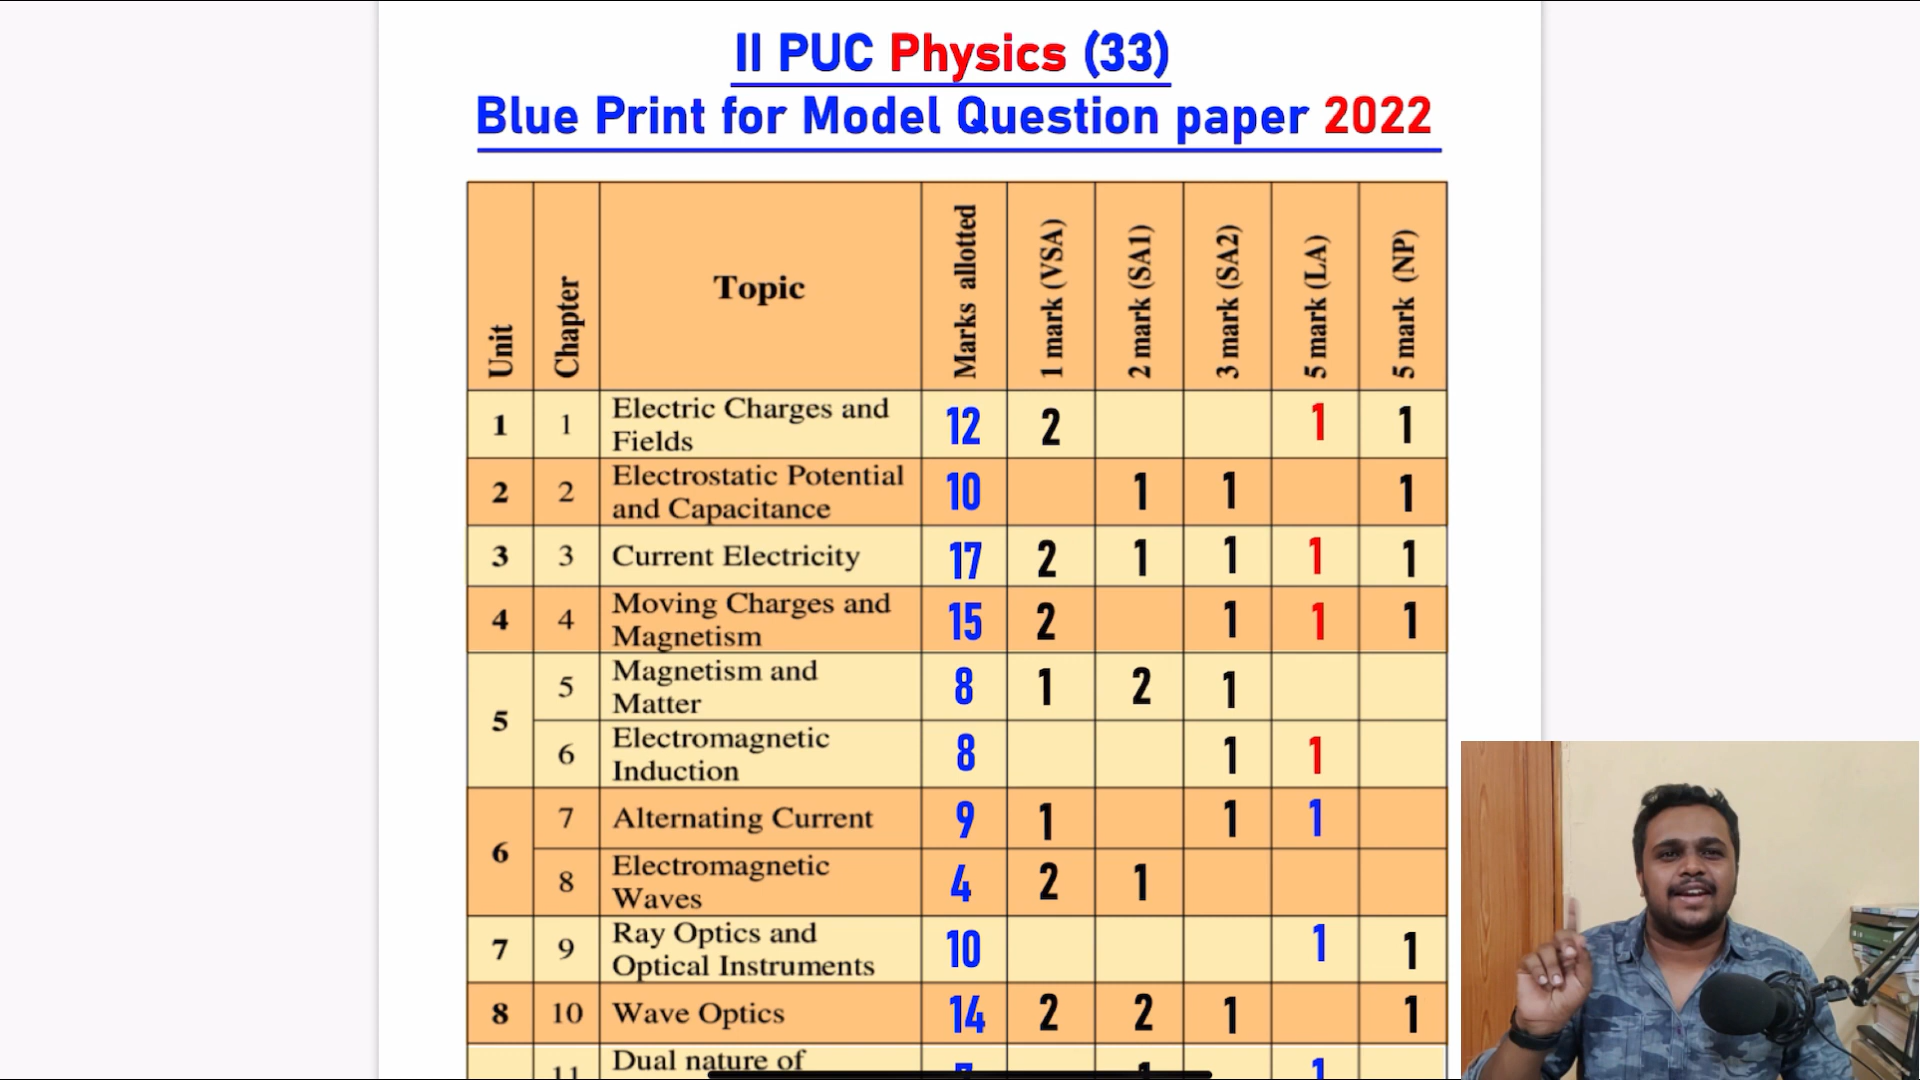 II PUC Physics (33)
Blue Print for Model Question paper 2022
Unit
Chapter
Topic
Marks allotted
1 mark (VSA)
2 mark (SA1)
3 mark (SA2)
5 mark (LA)
5 mark (NP)
1 1 Electric Charges and
Fields 12 2 1 1
2 2 Electrostatic Potential
and Capacitance 10 1 1 1
3 3 Current Electricity 17 2 1 1 1 1
4 4 Moving Charges and
Magnetism 15 2 1 1 1
5 5 Magnetism and
Matter 8 1 2 1
6 Electromagnetic
Induction 8 1 1
6 7 Alternating Current 9 1 1 1
8 Electromagnetic
Waves 4 2 1
7 9 Ray Optics and
Optical Instruments 10 1 1
8 10 Wave Optics 14 2 2 1 1
11 Dual nature of 1 1